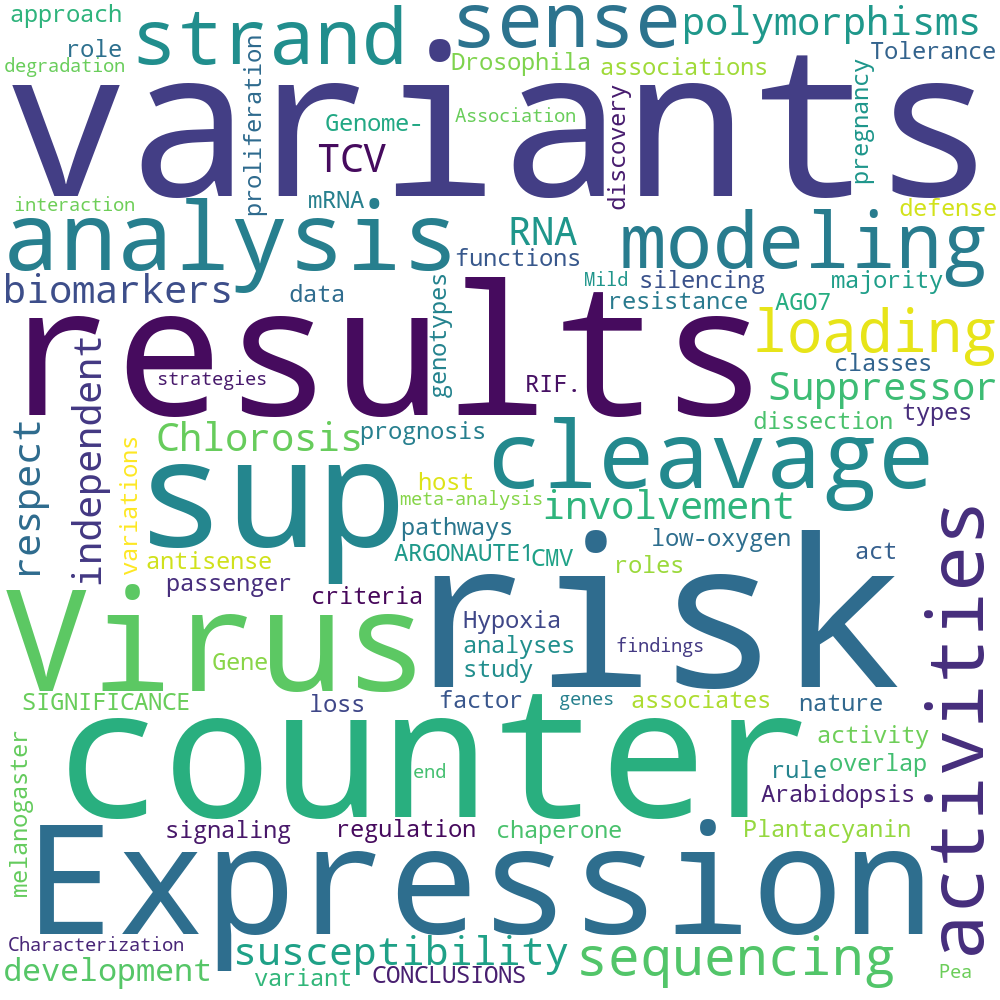 approach
strand
sense
polymorphisms
role
degradation
proliferation
Drosophila
associations
Tolerance
variants
Genome-
Association
discovery
pregnancy
TCV
interaction
mRNA
analysis
RNA
modeling
defense
functions
biomarkers
data
genotypes
Mild
silencing
majority
resistance
AGO7
results
loading
independent
strategies
RIF.
classes
Suppressor
respect
Chlorosis
prognosis
cleavage
dissection
types
variations
sup
host
meta-analysis
involvement
activities
pathways
low-oxygen
antisense
ARGONAUTE1
CMV
roles
act
passenger
criteria
risk
Virus
Hypoxia
analyses
findings
Gene
study
SIGNIFICANCE
loss
factor
genes
associates
nature
counter
activity
melanogaster
end
rule
overlap
Arabidopsis
signaling
regulation
chaperone
Plantacyanin
Expression
Characterization
susceptibility
sequencing
development
variant
CONCLUSIONS
Pea